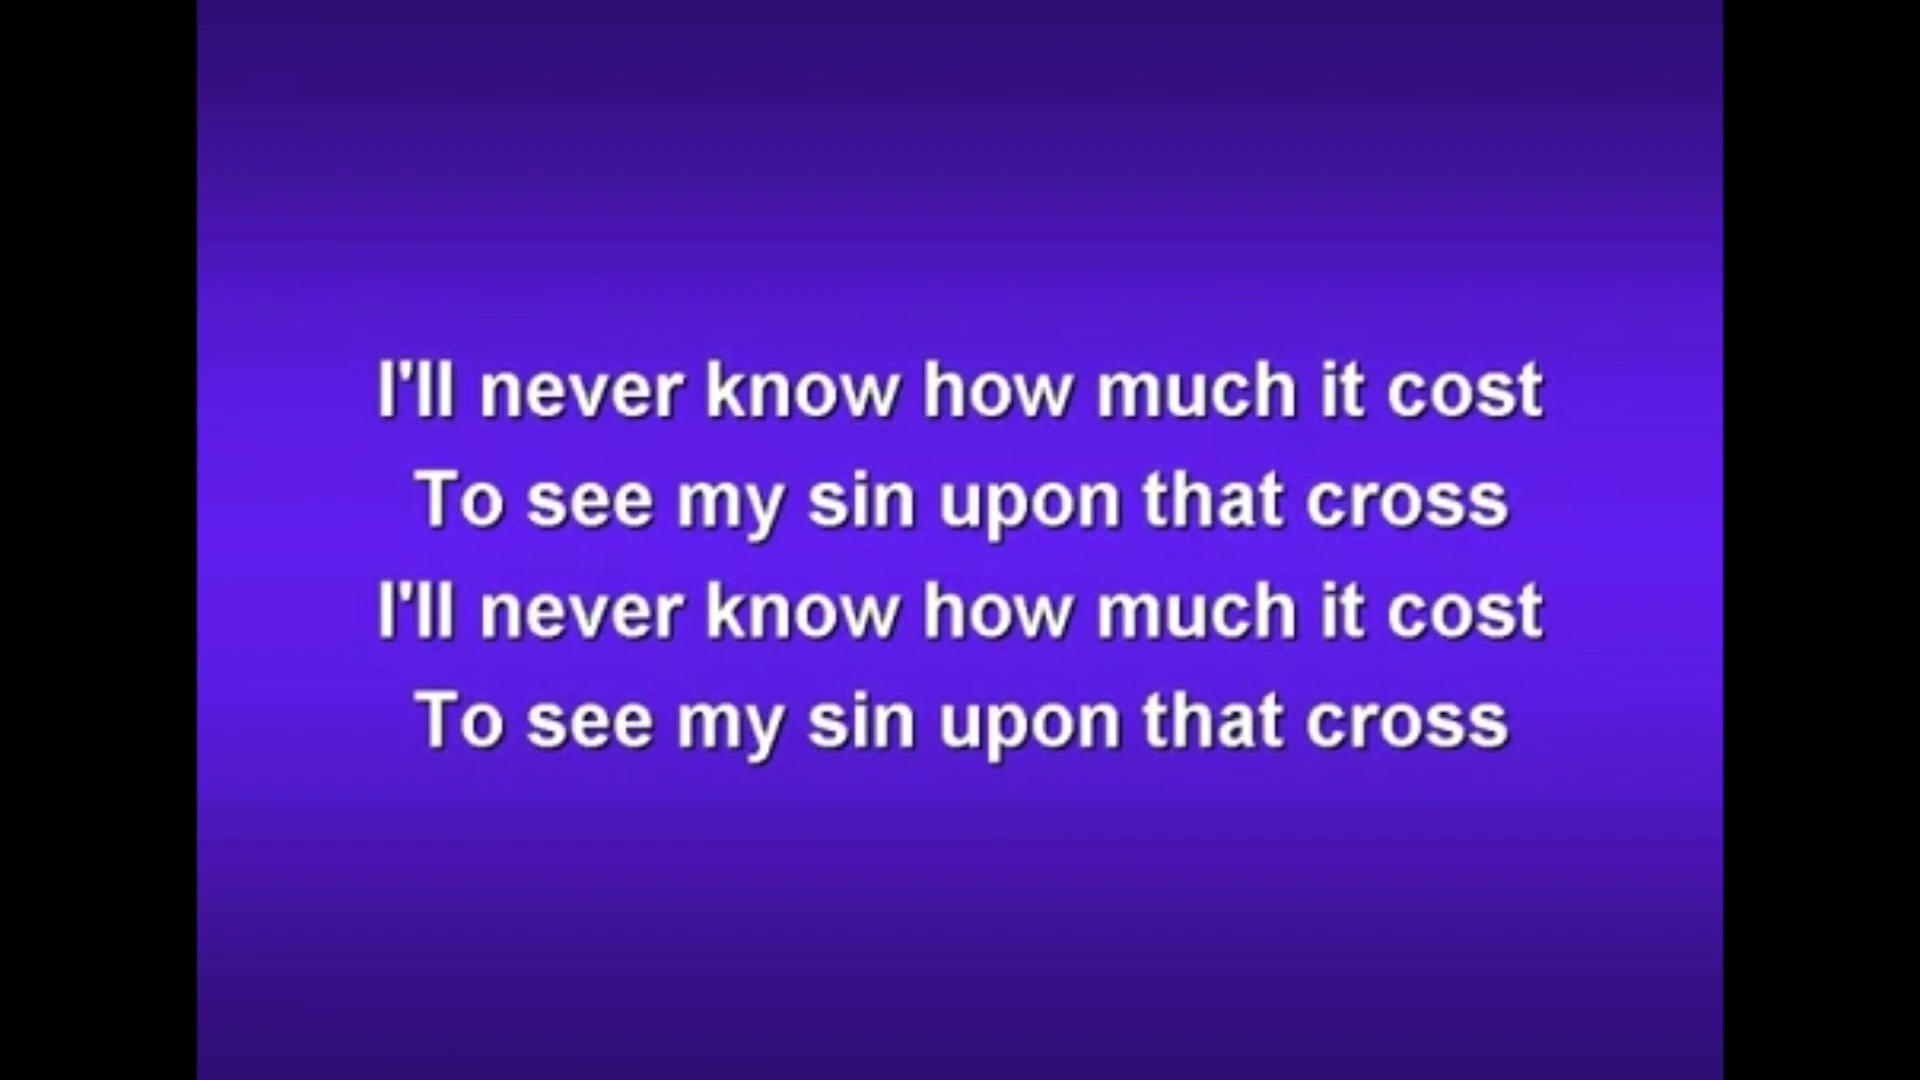 I'll never know how much it cost
To see my sin upon that cross
I'll never know how much it cost
To see my sin upon that cross